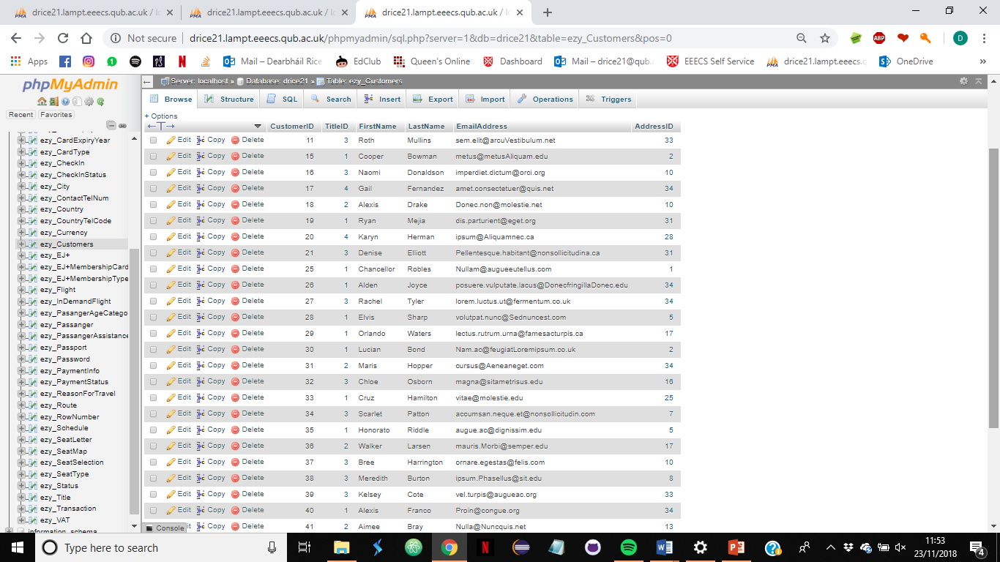 drice21.lampt.eeecs.qub.ac.uk / lo
drice21.lampt.eeecs.qub.ac.uk / lo
drice21.lampt.eeecs.qub.ac.uk / lo
Not secure | drice21.lampt.eeecs.qub.ac.uk/phpmyadmin/sql.php?server=1&db=drice21&table=ezy_Customers&pos=0
Apps Mail – Dearbháil Rice EdClub Queen's Online Dashboard Mail – drice21@qub. EEECS Self Service drice21.lampt.eeecs.q OneDrive »
phpMyAdmin
Recent Favorites
ezy_CardExpiryYear
ezy_CardType
ezy_CheckIn
ezy_CheckInStatus
ezy_City
ezy_ContactTelNum
ezy_Country
ezy_CountryTelCode
ezy_Currency
ezy_Customers
ezy_EJ+
ezy_EJ+MembershipCard
ezy_EJ+MembershipType
ezy_Flight
ezy_InDemandFlight
ezy_PasangerAgeCatego
ezy_Passanger
ezy_PassangerAssistance
ezy_Passport
ezy_Password
ezy_PaymentInfo
ezy_PaymentStatus
ezy_ReasonForTravel
ezy_Route
ezy_RowNumber
ezy_Schedule
ezy_SeatLetter
ezy_SeatMap
ezy_SeatSelection
ezy_SeatType
ezy_Status
ezy_Title
ezy_Transaction
ezy_VAT
information_schema
Server: localhost » Database: drice21 » Table: ezy_Customers
Browse Structure SQL Search Insert Export Import Operations Triggers
+ Options
←T→ CustomerID TitleID FirstName LastName EmailAddress AddressID
Edit Copy Delete 11 3 Roth Mullins sem.elit@arcuVestibulum.net 33
Edit Copy Delete 15 1 Cooper Bowman metus@metusAliquam.edu 2
Edit Copy Delete 16 3 Naomi Donaldson imperdiet.dictum@orci.org 10
Edit Copy Delete 17 4 Gail Fernandez amet.consectetuer@quis.net 34
Edit Copy Delete 18 2 Alexis Drake Donec.non@molestie.net 10
Edit Copy Delete 19 1 Ryan Mejia dis.parturient@eget.org 31
Edit Copy Delete 20 4 Karyn Herman ipsum@Aliquamnec.ca 28
Edit Copy Delete 21 3 Denise Elliott Pellentesque.habitant@nonsollicitudina.ca 31
Edit Copy Delete 25 1 Chancellor Robles Nullam@augueeutellus.com 1
Edit Copy Delete 26 1 Alden Joyce posuere.vulputate.lacus@DonecfringillaDonec.edu 34
Edit Copy Delete 27 3 Rachel Tyler lorem.luctus.ut@fermentum.co.uk 34
Edit Copy Delete 28 1 Elvis Sharp volutpat.nunc@Sednuncest.com 5
Edit Copy Delete 29 1 Orlando Waters lectus.rutrum.urna@famesacturpis.ca 17
Edit Copy Delete 30 1 Lucian Bond Nam.ac@feugiatLoremipsum.co.uk 2
Edit Copy Delete 31 2 Maris Hopper cursus@Aeneaneget.com 34
Edit Copy Delete 32 3 Chloe Osborn magna@sitametrisus.edu 16
Edit Copy Delete 33 1 Cruz Hamilton vitae@molestie.edu 25
Edit Copy Delete 34 3 Scarlet Patton accumsan.neque.et@nonsollicitudin.com 7
Edit Copy Delete 35 1 Honorato Riddle augue.ac@dignissim.edu 5
Edit Copy Delete 36 2 Walker Larsen mauris.Morbi@semper.edu 17
Edit Copy Delete 37 3 Bree Harrington ornare.egestas@felis.com 10
Edit Copy Delete 38 3 Meredith Burton ipsum.Phasellus@sit.edu 8
Edit Copy Delete 39 3 Kelsey Cote vel.turpis@augueac.org 33
Edit Copy Delete 40 1 Alexis Franco Proin@congue.org 34
it Copy Delete 41 2 Aimee Bray Nulla@Nuncquis.net 13
Console
Type here to search
11:53
23/11/2018
4